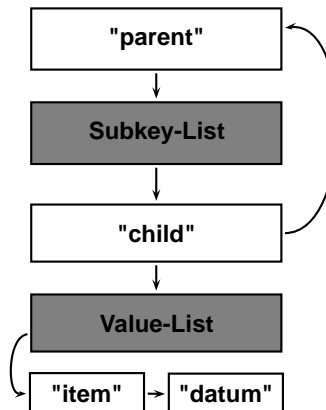 "parent"
Subkey-List
"child"
Value-List
"item" "datum"